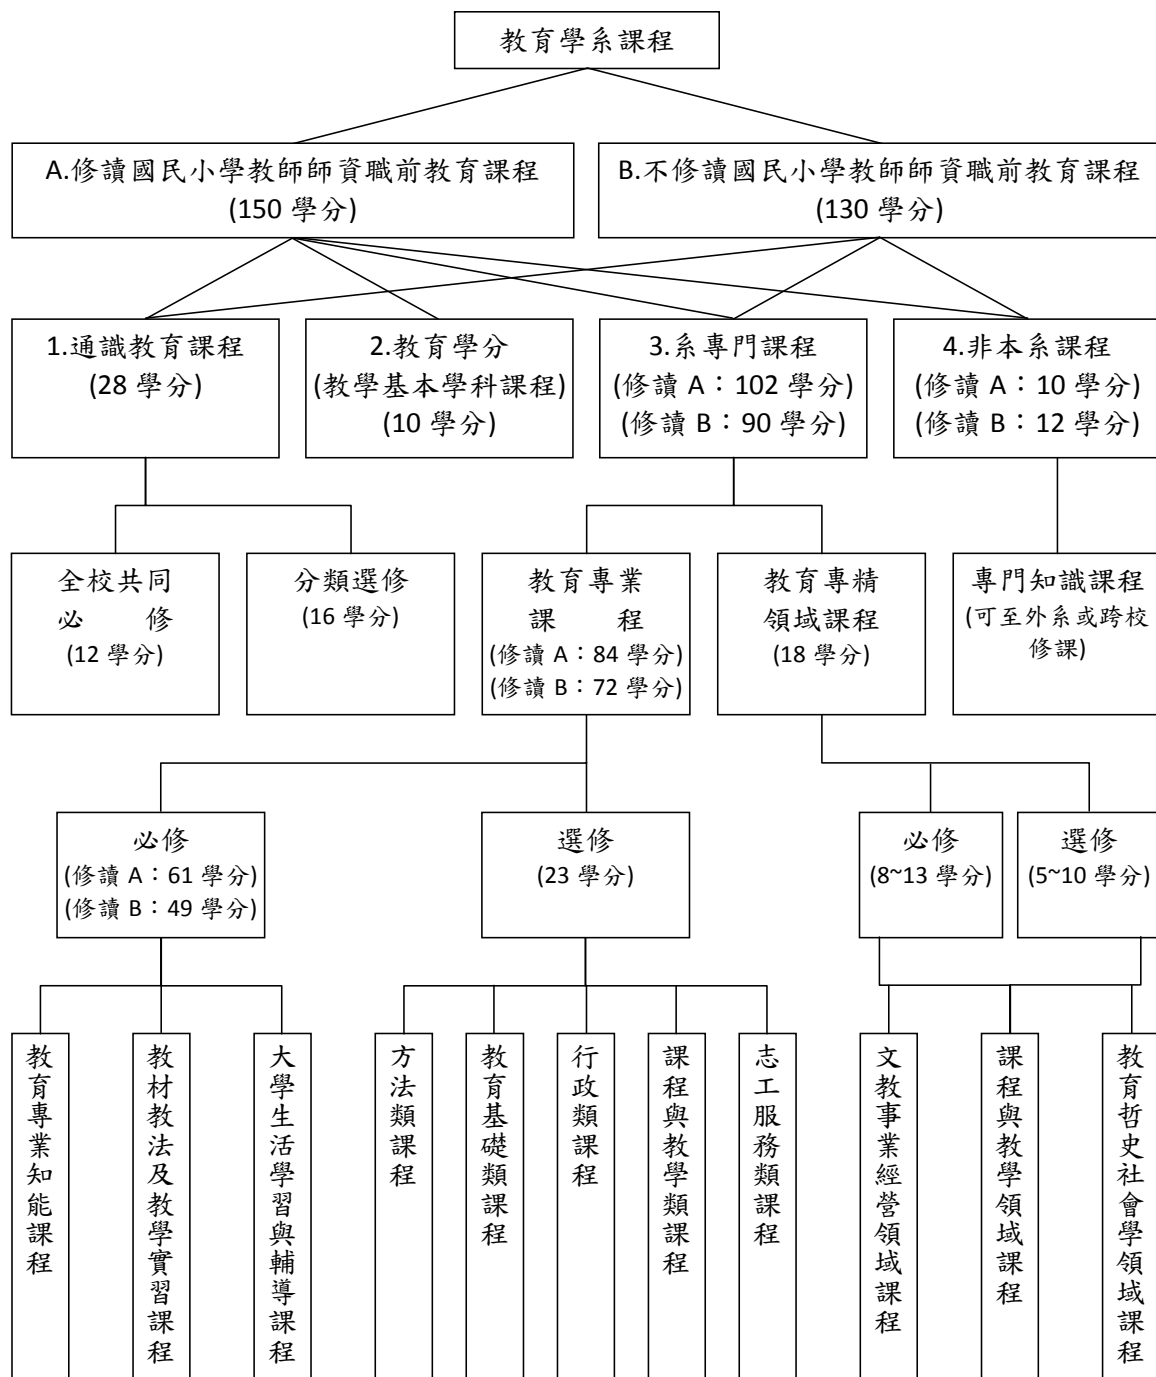 教育學系課程
A.修讀國民小學教師師資職前教育課程
(150 學分)
B.不修讀國民小學教師師資職前教育課程
(130 學分)
1.通識教育課程
(28 學分)
2.教育學分
(教學基本學科課程)
(10 學分)
3.系專門課程
(修讀 A：102 學分)
(修讀 B：90 學分)
4.非本系課程
(修讀 A：10 學分)
(修讀 B：12 學分)
全校共同
必　　修
(12 學分)
分類選修
(16 學分)
教育專業
課　　程
(修讀 A：84 學分)
(修讀 B：72 學分)
教育專精
領域課程
(18 學分)
專門知識課程
(可至外系或跨校
修課)
必修
(修讀 A：61 學分)
(修讀 B：49 學分)
選修
(23 學分)
必修
(8~13 學分)
選修
(5~10 學分)
教育專業知能課程
教材教法及教學實習課程
大學生活學習與輔導課程
方法類課程
教育基礎類課程
行政類課程
課程與教學類課程
志工服務類課程
文教事業經營領域課程
課程與教學領域課程
教育哲史社會學領域課程